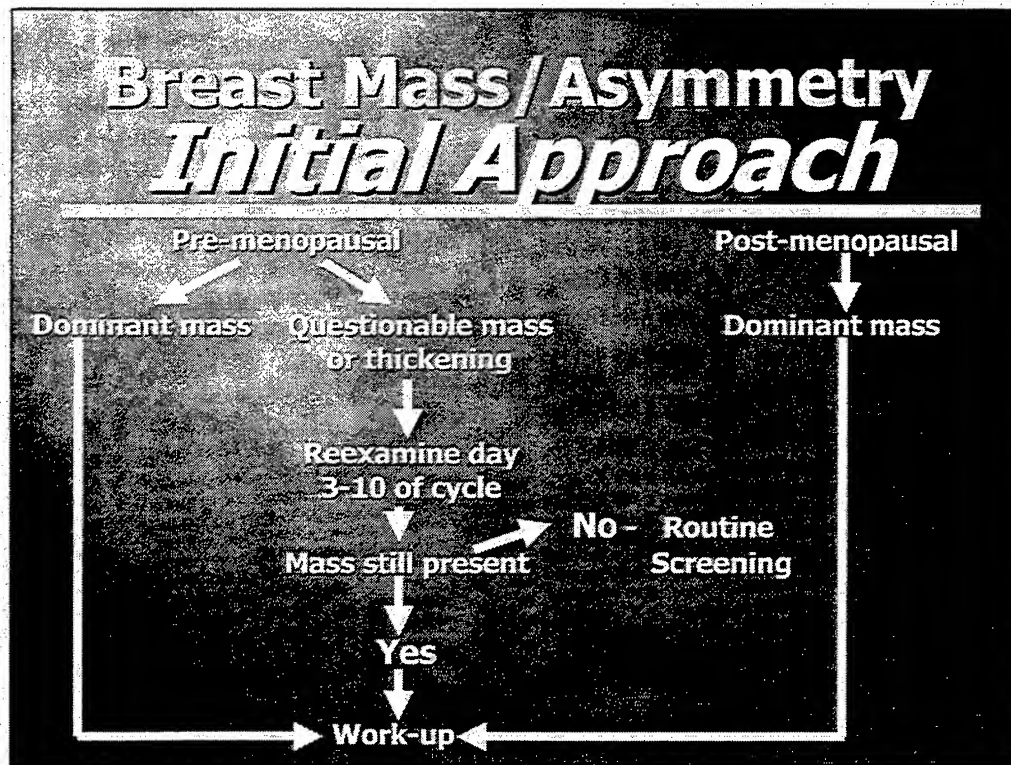 Breast Mass/Asymmetry
Initial Approach
Pre-menopausal
Post-menopausal
Dominant mass
Questionable mass
or thickening
Dominant mass
Reexamine day
3-10 of cycle
No - Routine
Screening
Mass still present
Yes
Work-up